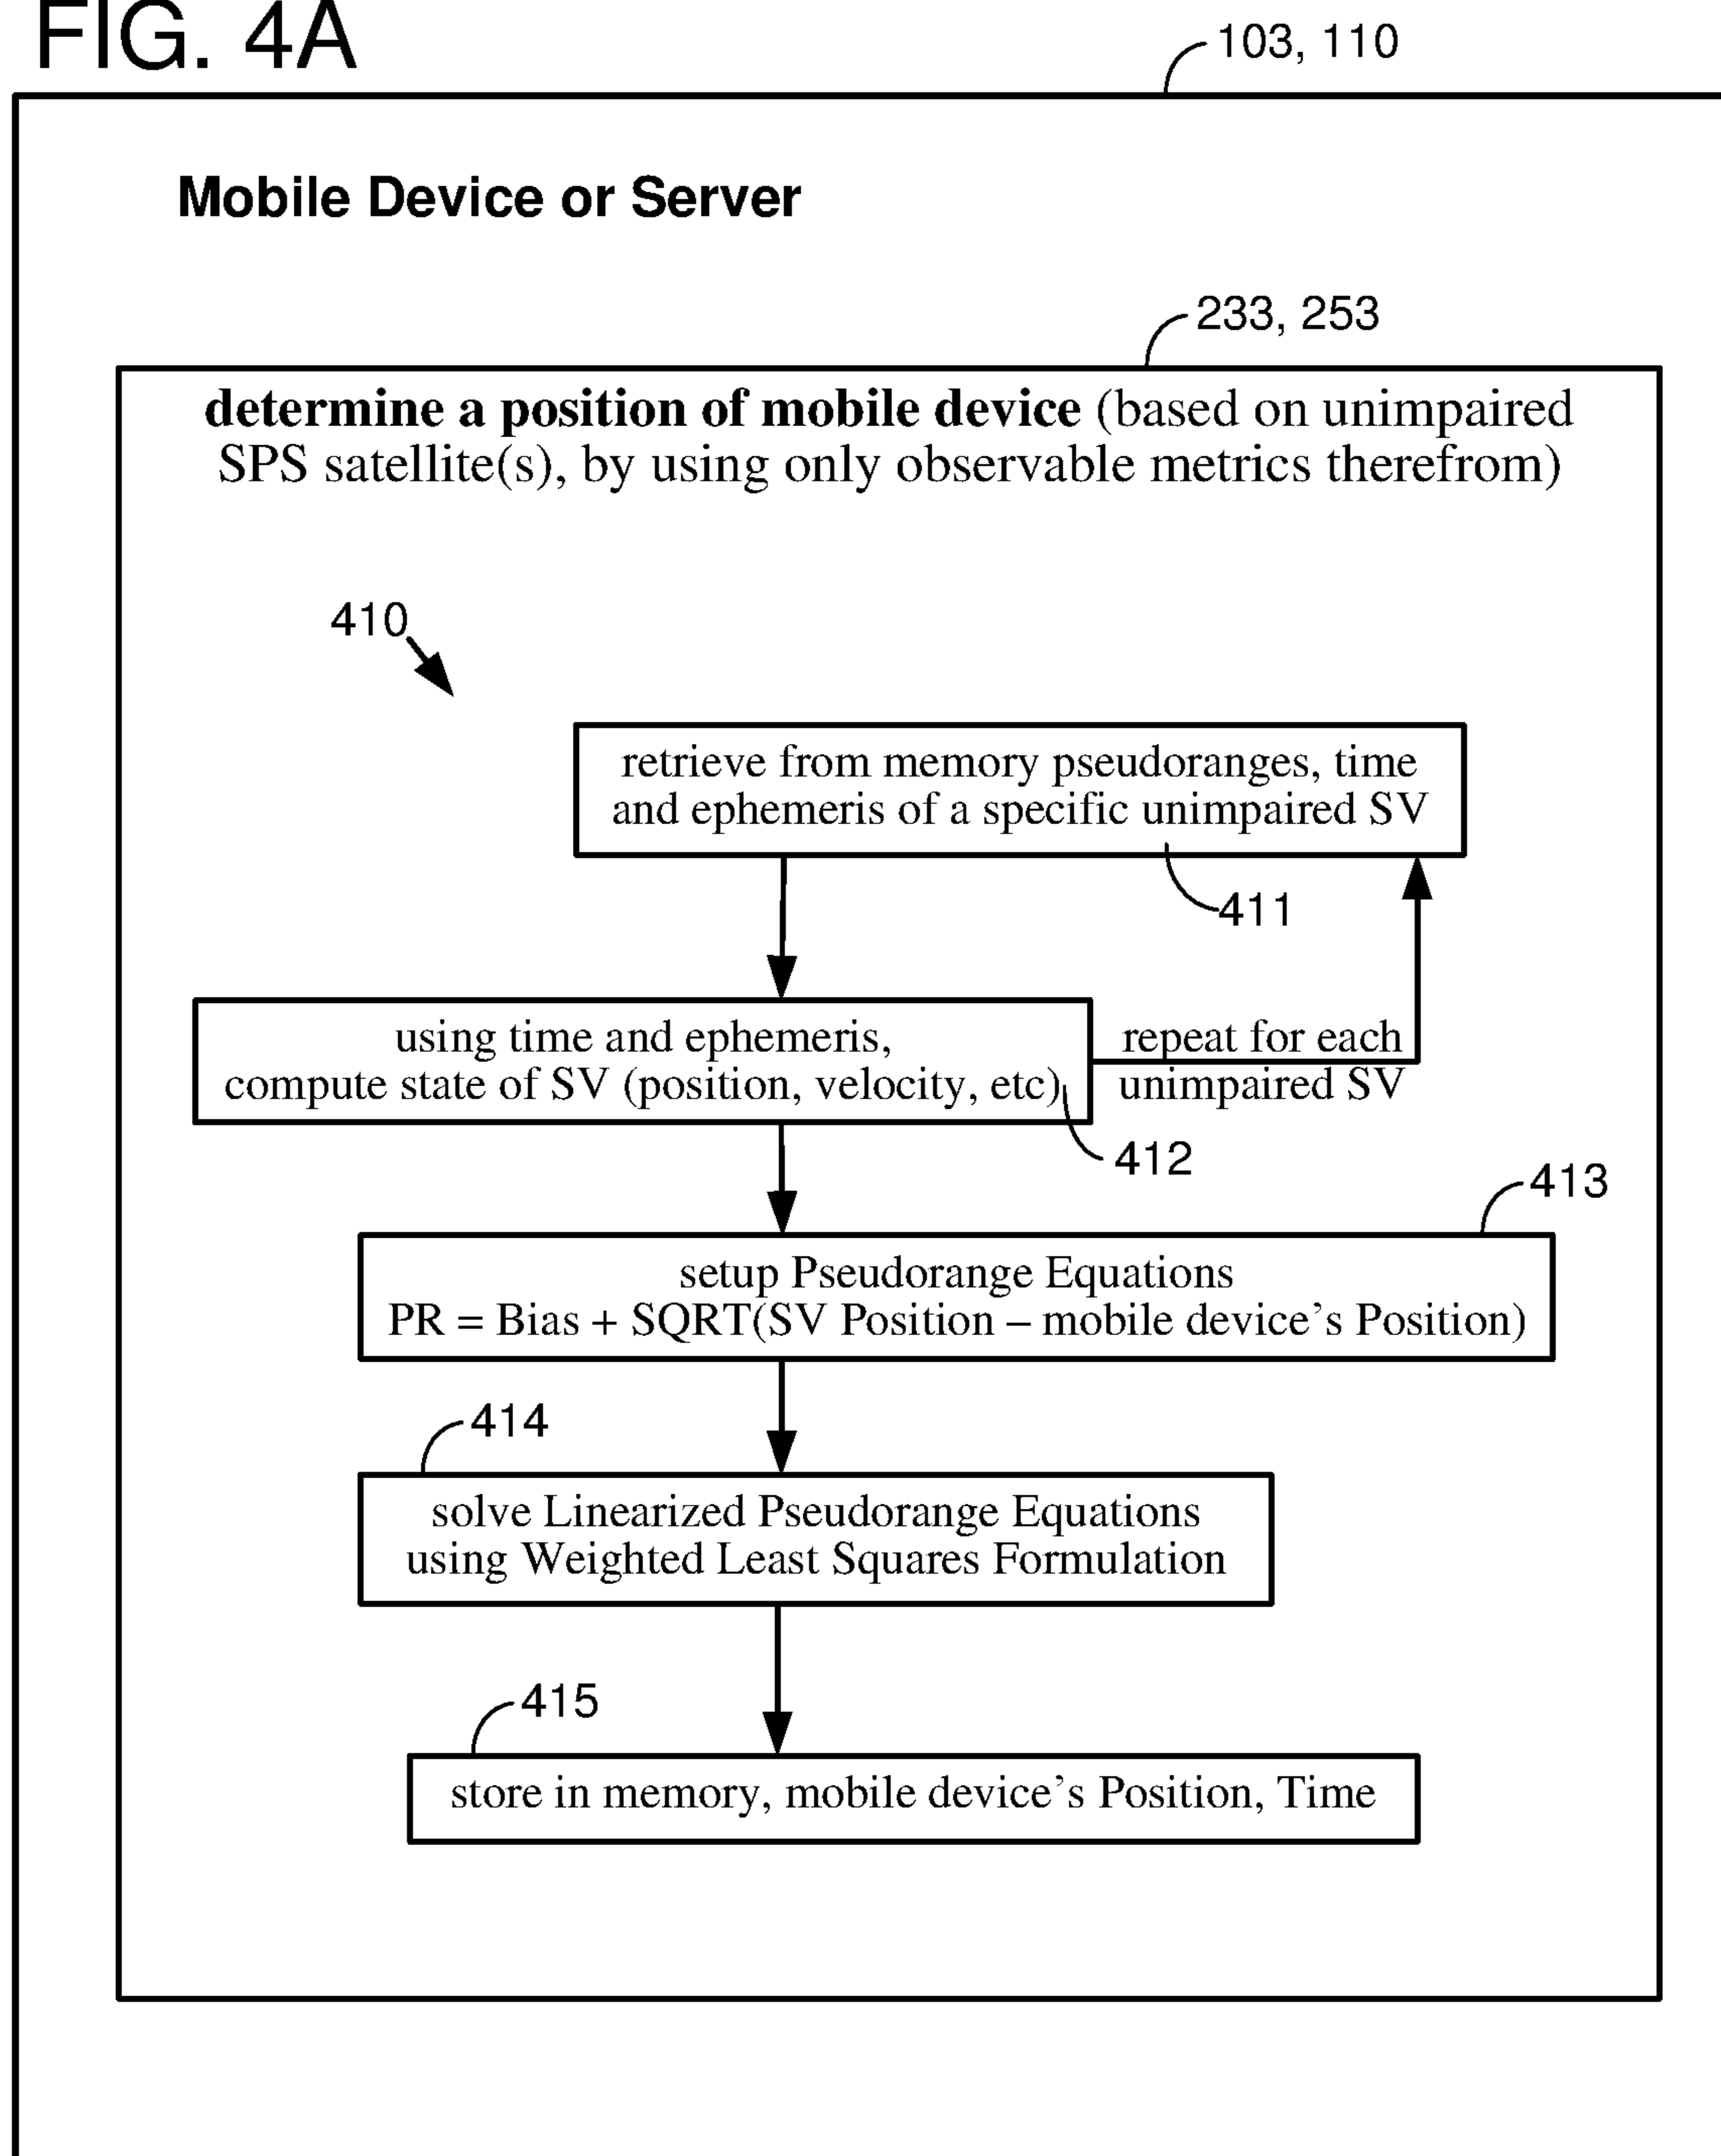 FIG. 4A
103, 110
Mobile Device or Server
233, 253
determine a position of mobile device (based on unimpaired
SPS satellite(s), by using only observable metrics therefrom)
410
retrieve from memory pseudoranges, time
and ephemeris of a specific unimpaired SV
411
using time and ephemeris,
compute state of SV (position, velocity, etc)
repeat for each
unimpaired SV
412
413
setup Pseudorange Equations
PR = Bias + SQRT(SV Position – mobile device’s Position)
414
solve Linearized Pseudorange Equations
using Weighted Least Squares Formulation
415
store in memory, mobile device’s Position, Time